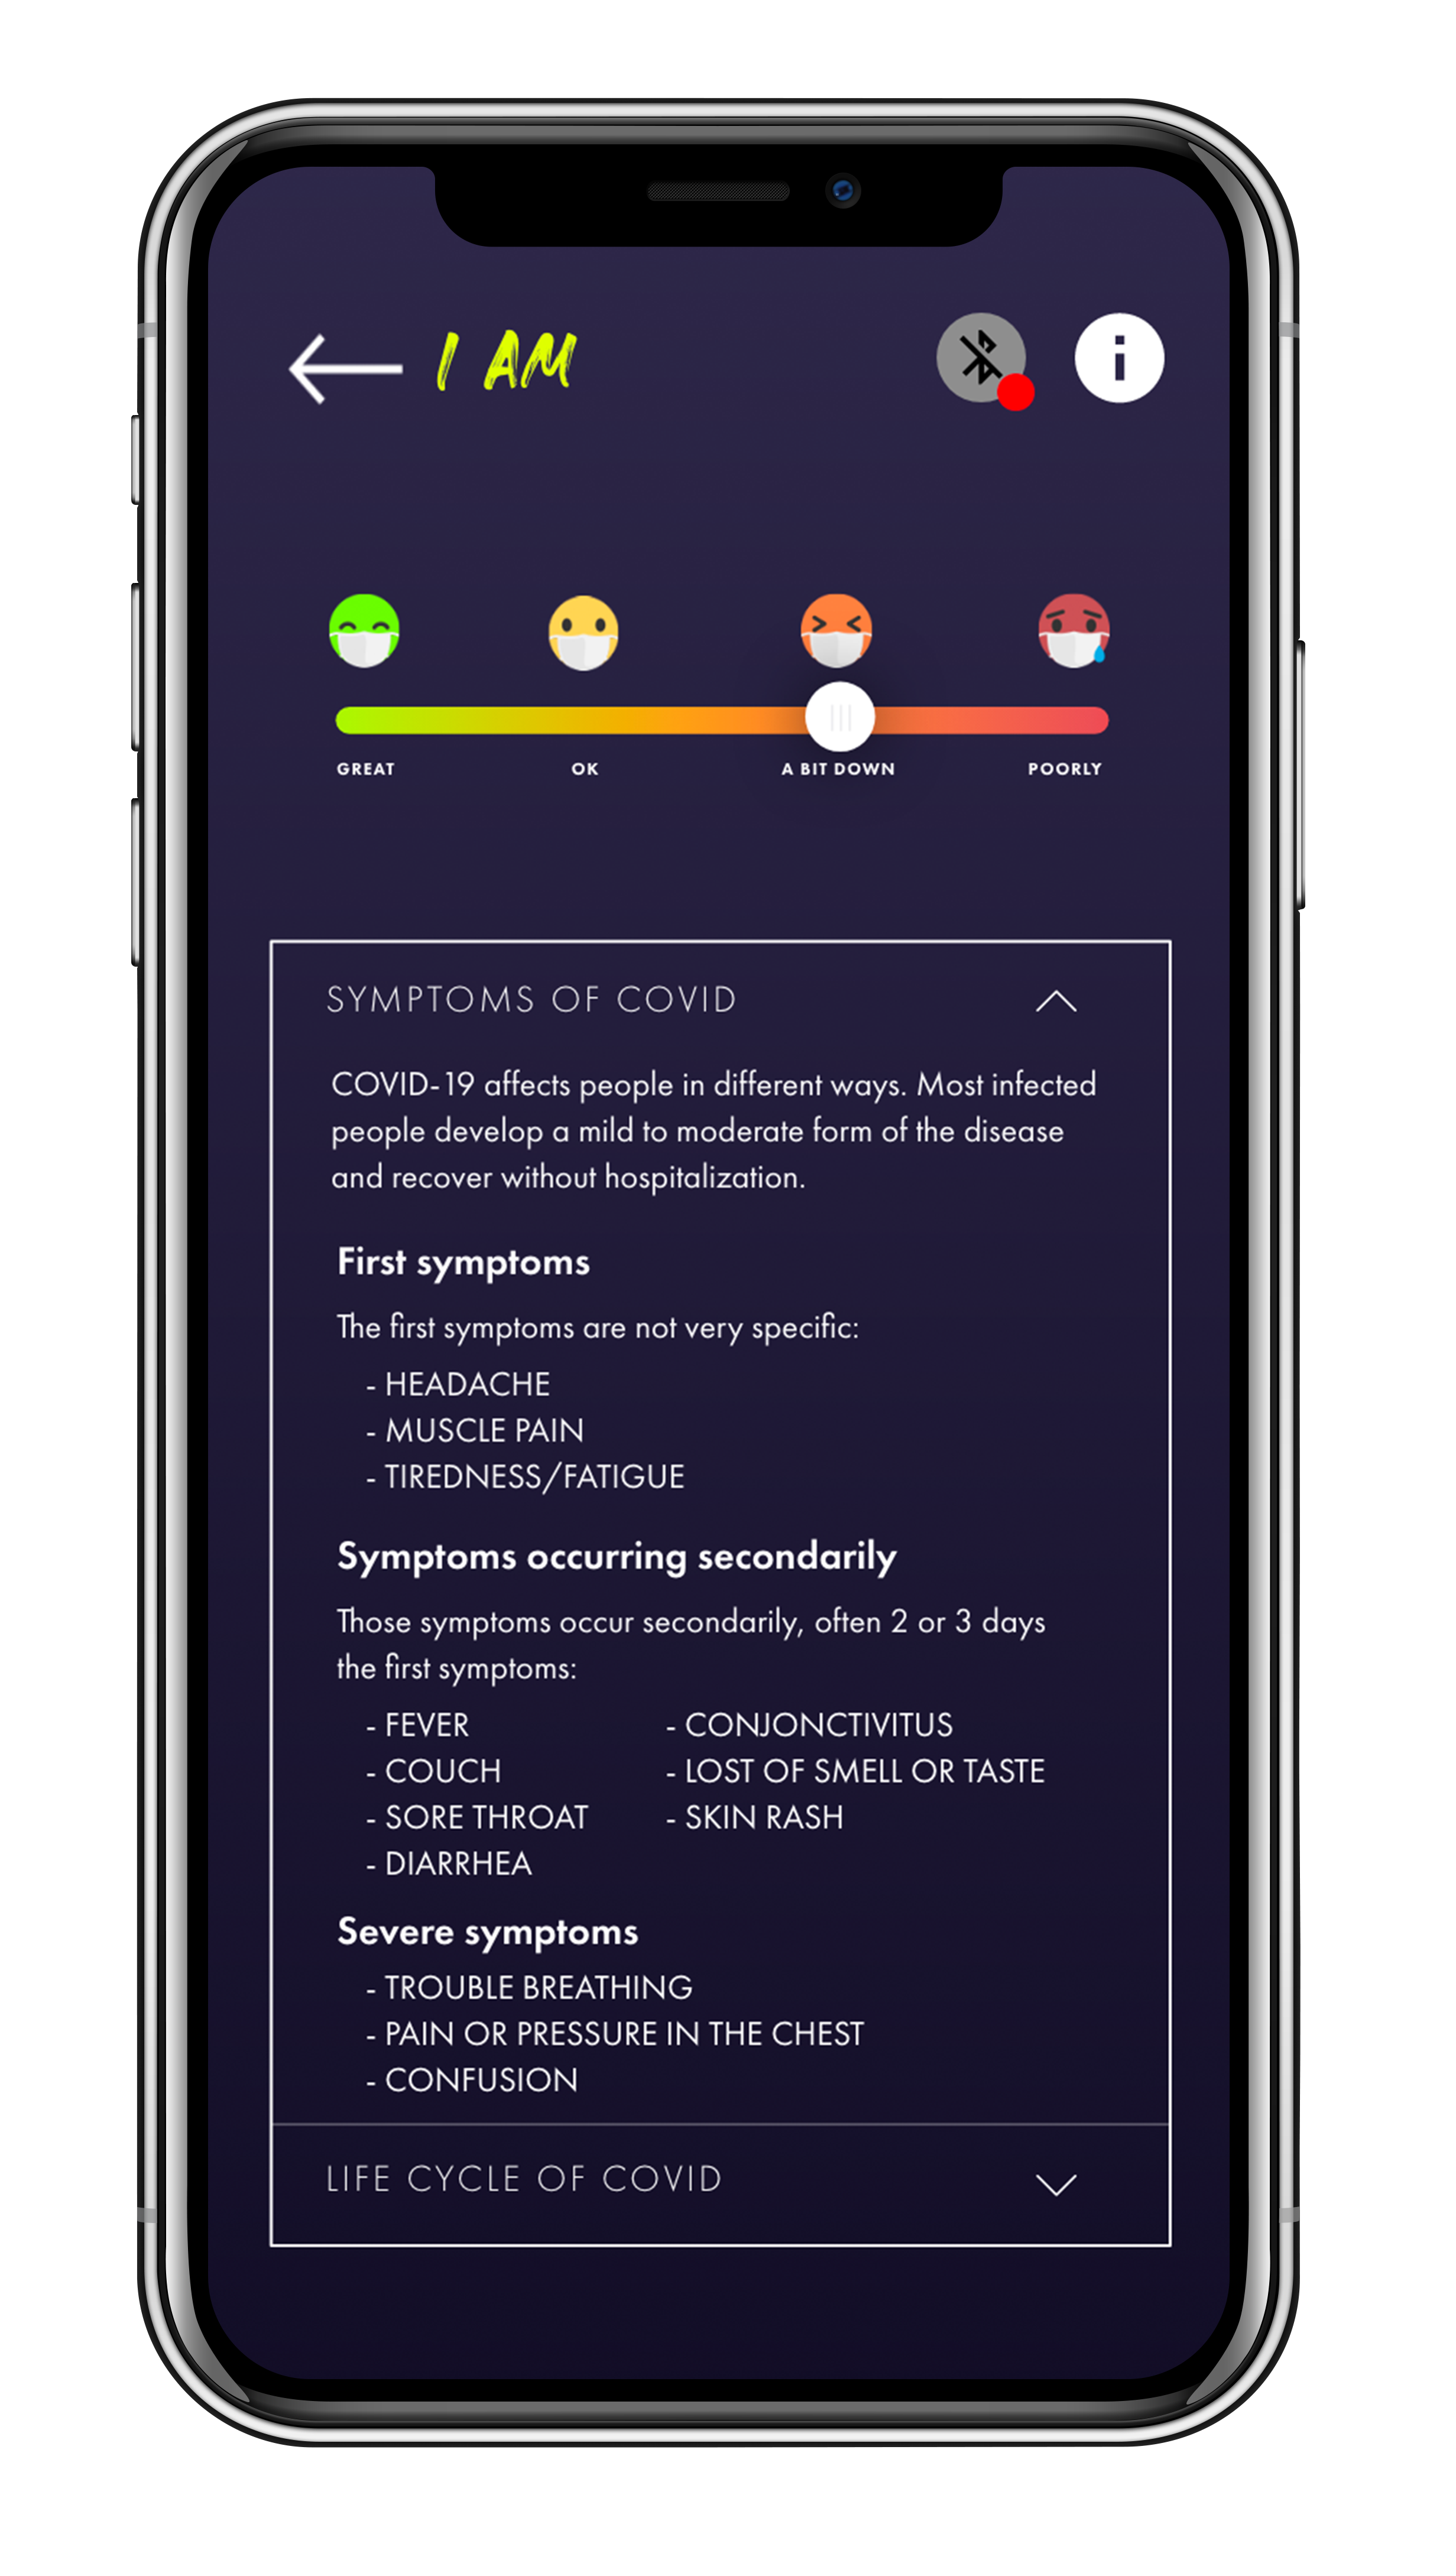 I AM
GREAT
OK
A BIT DOWN
POORLY
SYMPTOMS OF COVID
COVID-19 affects people in different ways. Most infected
people develop a mild to moderate form of the disease
and recover without hospitalization.
First symptoms
The first symptoms are not very specific:
- HEADACHE
- MUSCLE PAIN
- TIREDNESS/FATIGUE
Symptoms occurring secondarily
Those symptoms occur secondarily, often 2 or 3 days
the first symptoms:
- FEVER
- COUCH
- SORE THROAT
- DIARRHEA
- CONJONCTIVITUS
- LOST OF SMELL OR TASTE
- SKIN RASH
Severe symptoms
- TROUBLE BREATHING
- PAIN OR PRESSURE IN THE CHEST
- CONFUSION
LIFE CYCLE OF COVID